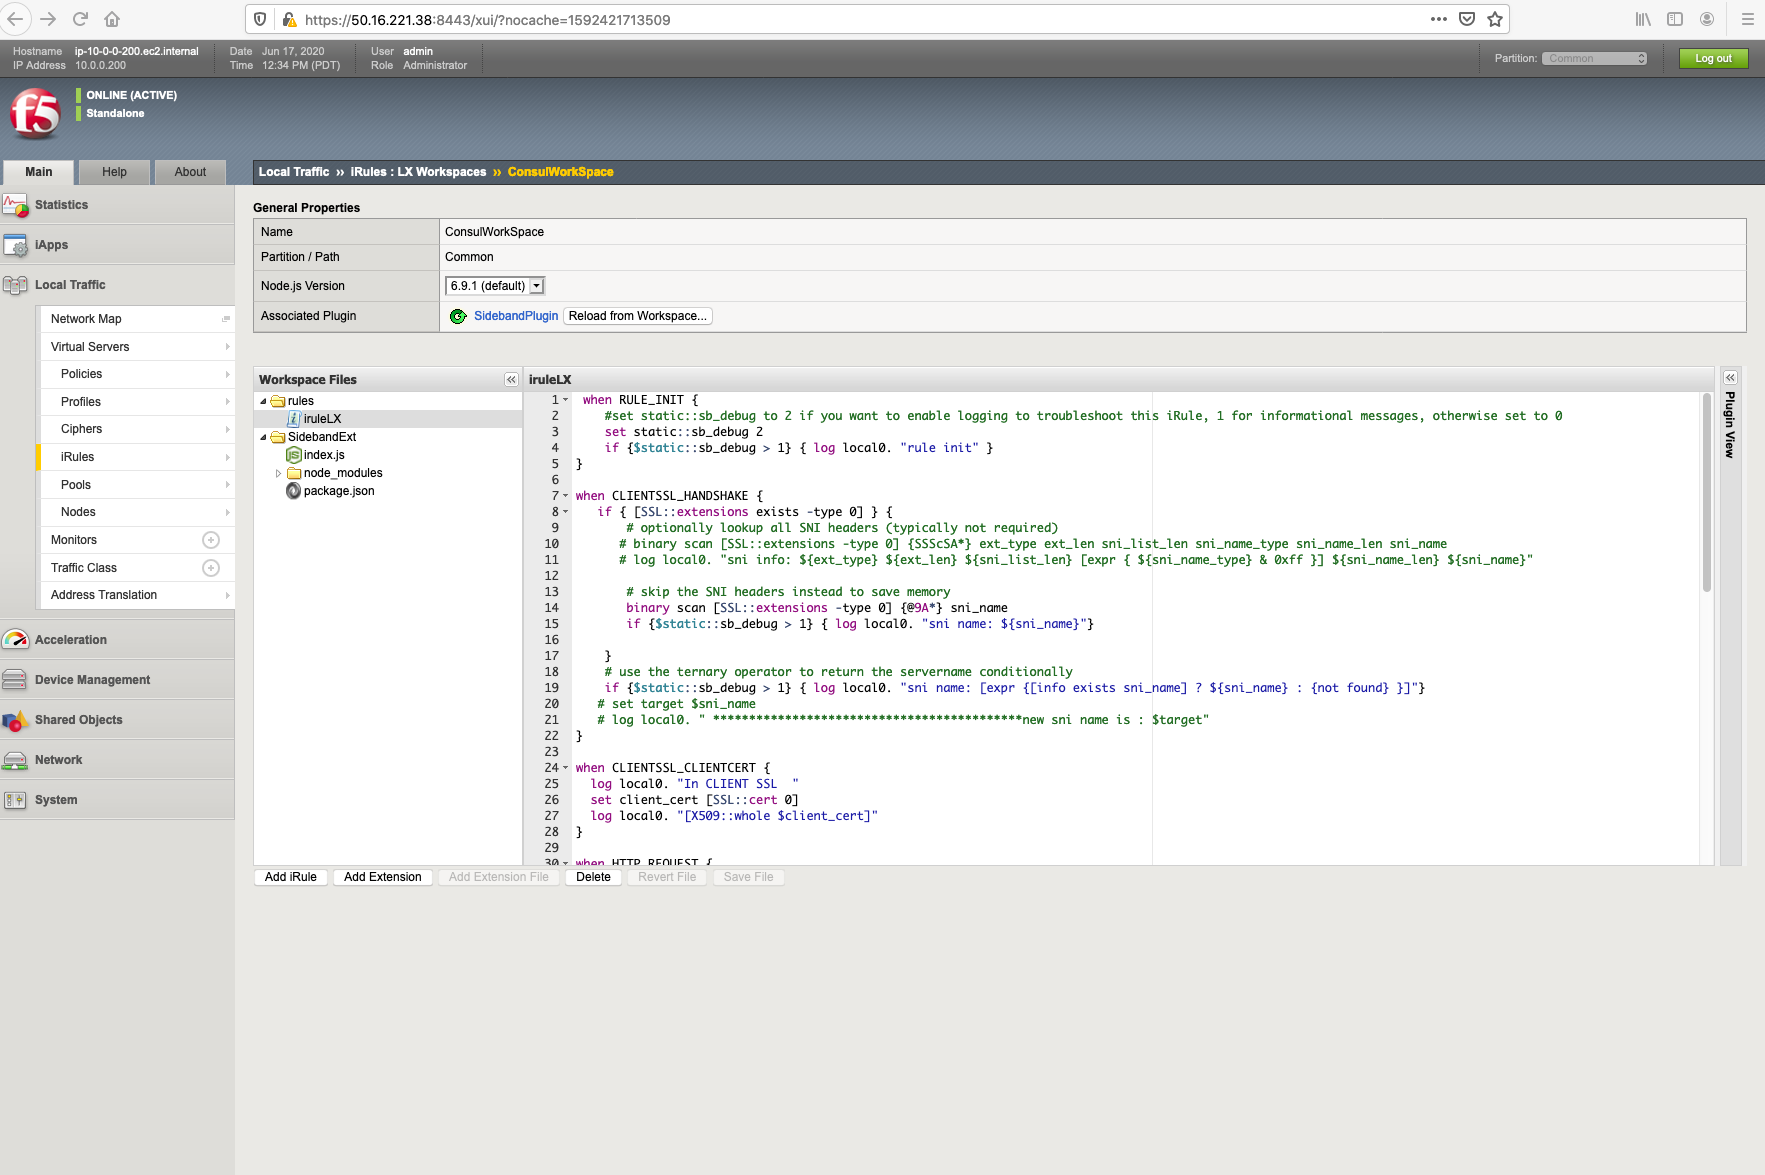 https://50.16.221.38:8443/xui/?nocache=1592421713509
Hostname ip-10-0-0-200.ec2.internal
IP Address 10.0.0.200
Date Jun 17, 2020
Time 12:34 PM (PDT)
User admin
Role Administrator
Partition: Common
Log out
f5
ONLINE (ACTIVE)
Standalone
Main
Help
About
Local Traffic ›› iRules : LX Workspaces ›› ConsulWorkSpace
Statistics
iApps
Local Traffic
Network Map
Virtual Servers
Policies
Profiles
Ciphers
iRules
Pools
Nodes
Monitors
Traffic Class
Address Translation
Acceleration
Device Management
Shared Objects
Network
System
General Properties
Name ConsulWorkSpace
Partition / Path Common
Node.js Version 6.9.1 (default)
Associated Plugin SidebandPlugin Reload from Workspace...
Workspace Files
rules
iruleLX
SidebandExt
index.js
node_modules
package.json
iruleLX
1 when RULE_INIT {
2 #set static::sb_debug to 2 if you want to enable logging to troubleshoot this iRule, 1 for informational messages, otherwise set to 0
3 set static::sb_debug 2
4 if {$static::sb_debug > 1} { log local0. "rule init" }
5 }
6
7 when CLIENTSSL_HANDSHAKE {
8 if { [SSL::extensions exists -type 0] } {
9 # optionally lookup all SNI headers (typically not required)
10 # binary scan [SSL::extensions -type 0] {SSScSA*} ext_type ext_len sni_list_len sni_name_type sni_name_len sni_name
11 # log local0. "sni info: ${ext_type} ${ext_len} ${sni_list_len} [expr { ${sni_name_type} & 0xff }] ${sni_name_len} ${sni_name}"
12
13 # skip the SNI headers instead to save memory
14 binary scan [SSL::extensions -type 0] {@9A*} sni_name
15 if {$static::sb_debug > 1} { log local0. "sni name: ${sni_name}"}
16
17 }
18 # use the ternary operator to return the servername conditionally
19 if {$static::sb_debug > 1} { log local0. "sni name: [expr {[info exists sni_name] ? ${sni_name} : {not found} }]"}
20 # set target $sni_name
21 # log local0. " *******************************************new sni name is : $target"
22 }
23
24 when CLIENTSSL_CLIENTCERT {
25 log local0. "In CLIENT SSL  "
26 set client_cert [SSL::cert 0]
27 log local0. "[X509::whole $client_cert]"
28 }
29
30 when HTTP_REQUEST {
Plugin View
Add iRule
Add Extension
Add Extension File
Delete
Revert File
Save File